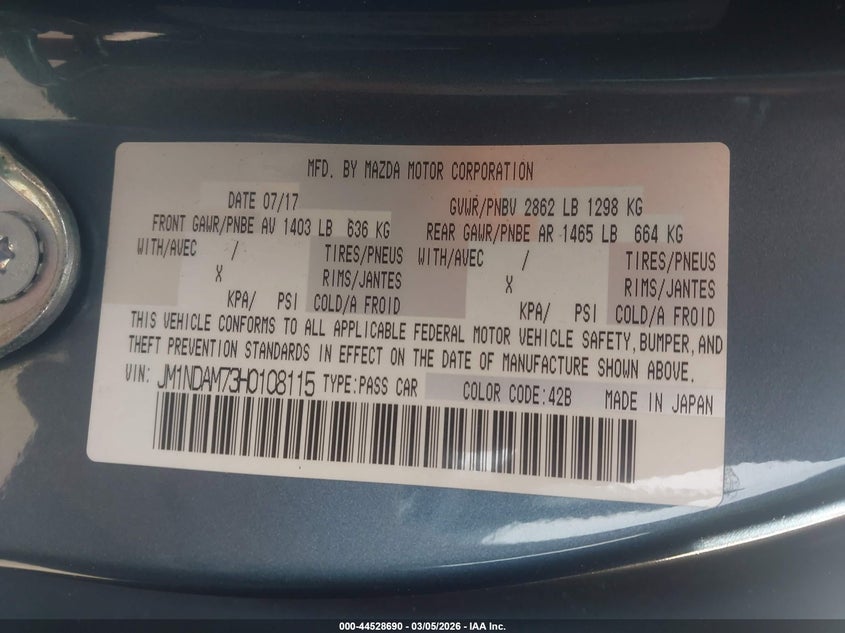 MFD. BY MAZDA MOTOR CORPORATION
DATE 07/17 GVWR/PNBV 2862 LB 1298 KG
FRONT GAWR/PNBE AV 1403 LB 636 KG REAR GAWR/PNBE AR 1465 LB 664 KG
WITH/AVEC / TIRES/PNEUS WITH/AVEC / TIRES/PNEUS
X RIMS/JANTES X RIMS/JANTES
KPA/ PSI COLD/A FROID KPA/ PSI COLD/A FROID
THIS VEHICLE CONFORMS TO ALL APPLICABLE FEDERAL MOTOR VEHICLE SAFETY, BUMPER, AND
THEFT PREVENTION STANDARDS IN EFFECT ON THE DATE OF MANUFACTURE SHOWN ABOVE.
VIN: JM1NDAM73H0108115 TYPE:PASS CAR COLOR CODE:42B MADE IN JAPAN
000-44528690 - 03/05/2026 - IAA Inc.